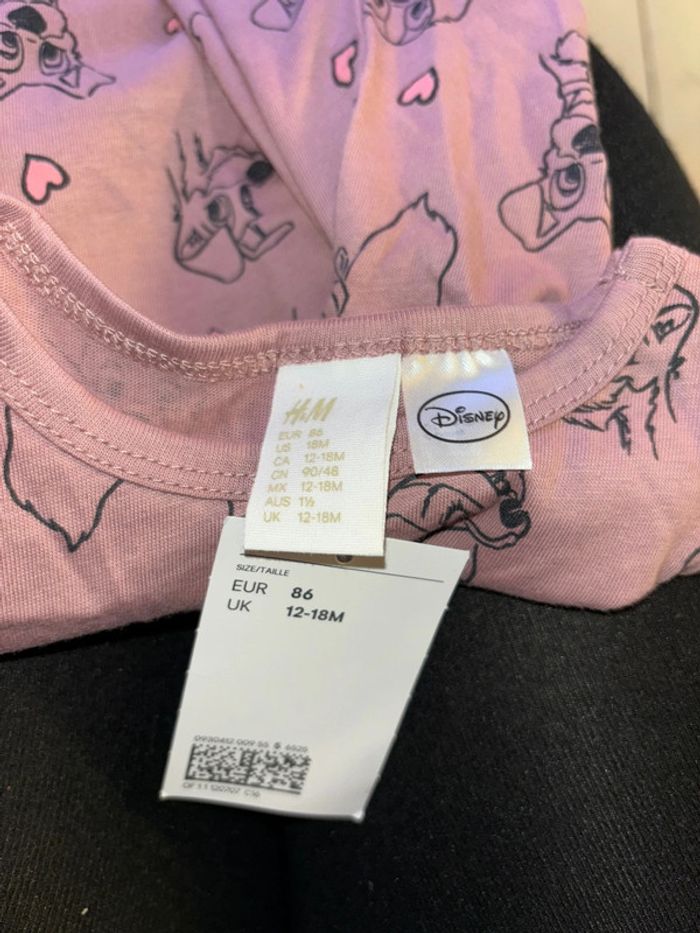 H&M
EUR 86
US 18M
CA 12-18M
CN 90/48
MX 12-18M
AUS 1½
UK 12-18M
Disney
SIZE/TAILLE
EUR 86
UK 12-18M